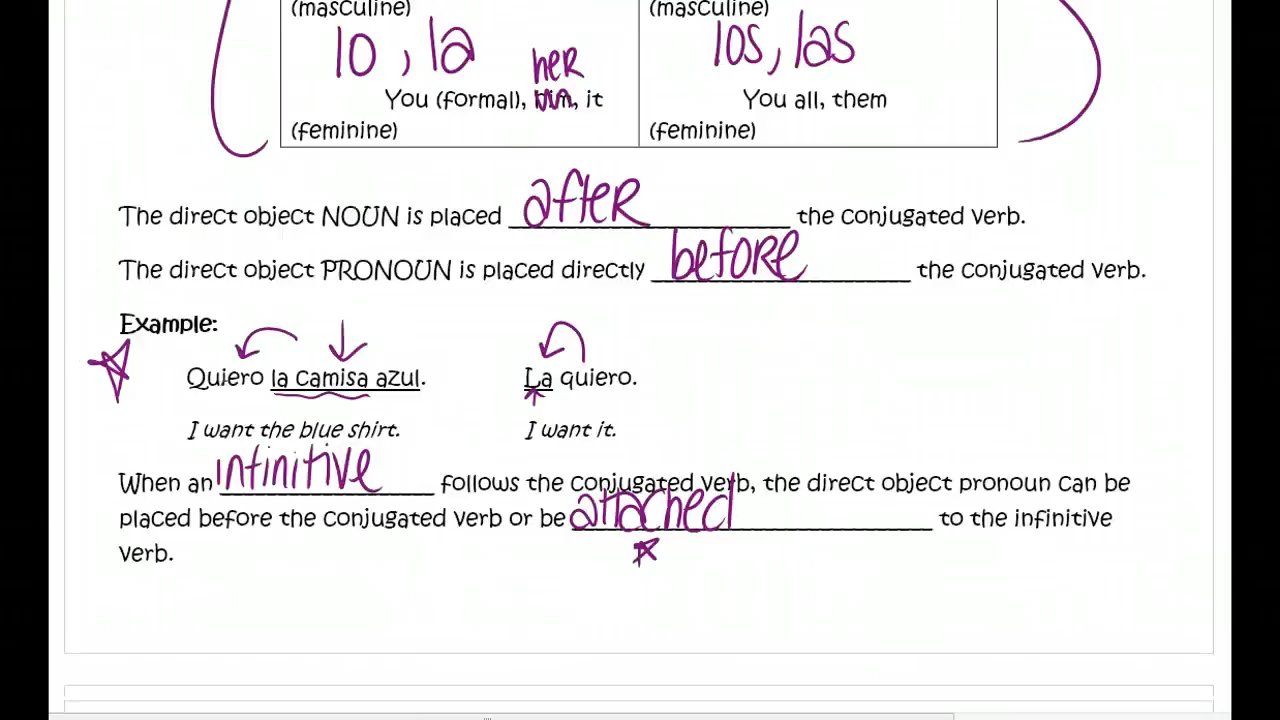 (masculine) (masculine)
lo, la los, las
her
You (formal), him, it You all, them
(feminine) (feminine)
The direct object NOUN is placed after the conjugated verb.
The direct object PRONOUN is placed directly before the conjugated verb.
Example:
Quiero la camisa azul. La quiero.
I want the blue shirt. I want it.
When an infinitive follows the conjugated verb, the direct object pronoun can be
placed before the conjugated verb or be attached to the infinitive
verb.